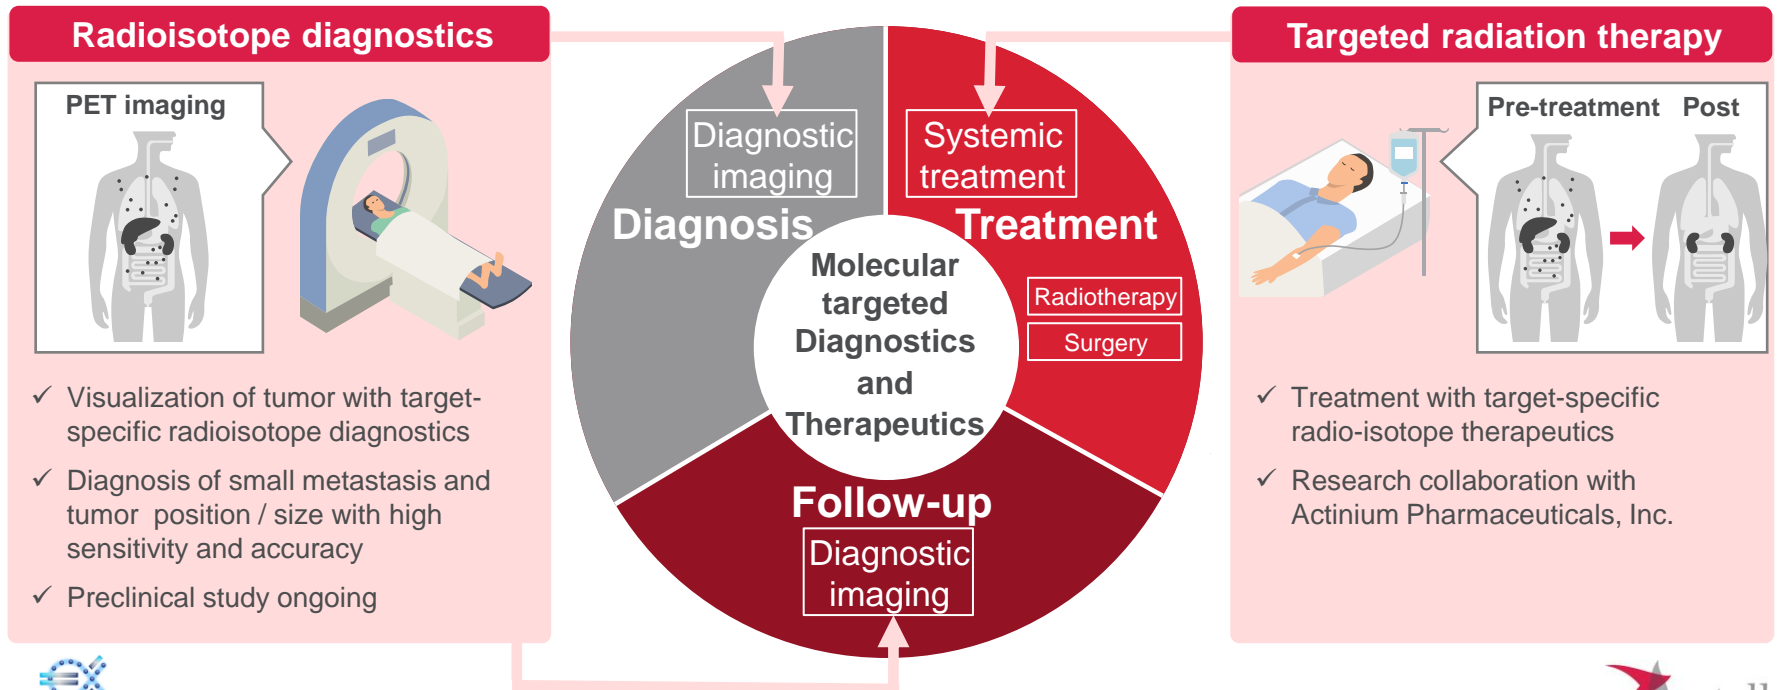 Radioisotope diagnostics
PET imaging
✓ Visualization of tumor with target-
specific radioisotope diagnostics
✓ Diagnosis of small metastasis and
tumor position / size with high
sensitivity and accuracy
✓ Preclinical study ongoing
Diagnostic
imaging
Diagnosis
Systemic
treatment
Treatment
Radiotherapy
Surgery
Molecular
targeted
Diagnostics
and
Therapeutics
Follow-up
Diagnostic
imaging
Targeted radiation therapy
Pre-treatment Post
✓ Treatment with target-specific
radio-isotope therapeutics
✓ Research collaboration with
Actinium Pharmaceuticals, Inc.